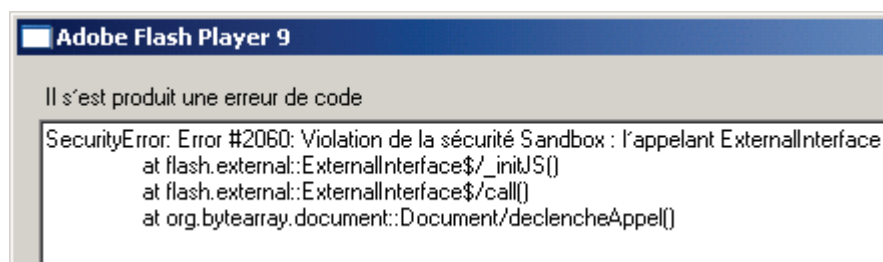 Adobe Flash Player 9
Il s´est produit une erreur de code
SecurityError: Error #2060: Violation de la sécurité Sandbox : l´appelant ExternalInterface
at flash.external::ExternalInterface$/_initJS()
at flash.external::ExternalInterface$/call()
at org.bytearray.document::Document/declencheAppel()